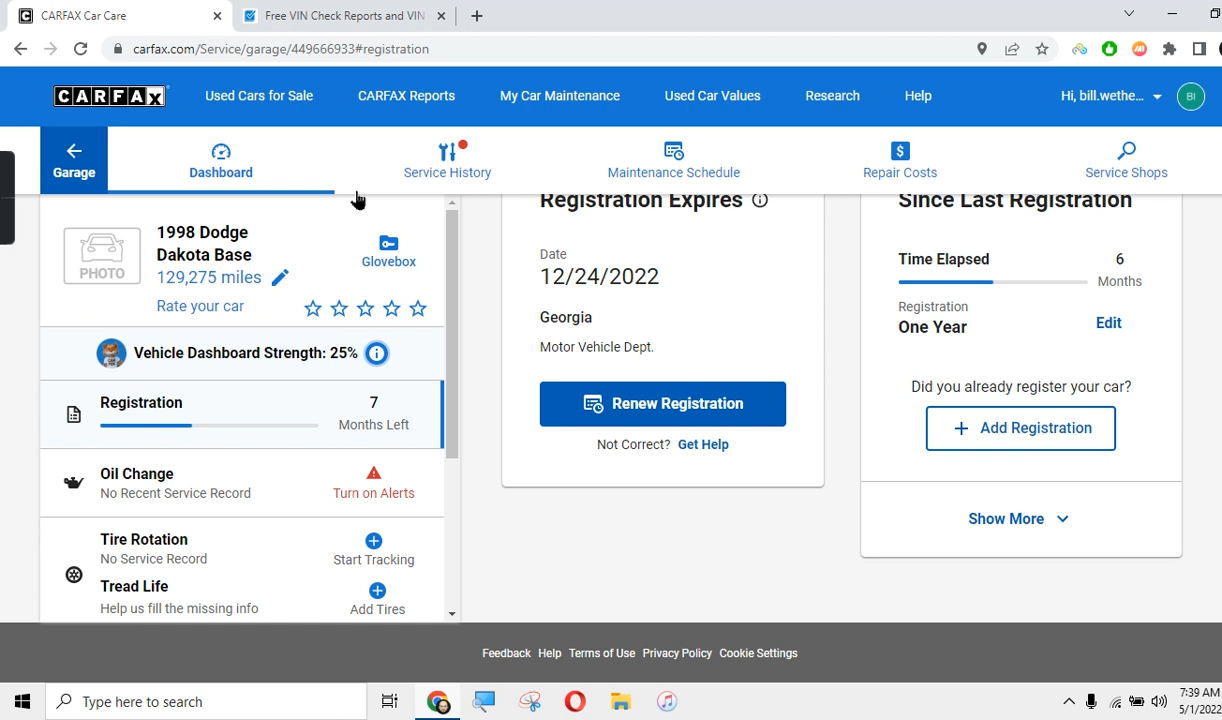 CARFAX Car Care
Free VIN Check Reports and VIN
carfax.com/Service/garage/449666933#registration
CARFAX
Used Cars for Sale
CARFAX Reports
My Car Maintenance
Used Car Values
Research
Help
Hi, bill.wethe...
BI
Garage
Dashboard
Service History
Maintenance Schedule
$
Repair Costs
Service Shops
PHOTO
1998 Dodge
Dakota Base
129,275 miles
Rate your car
Glovebox
Vehicle Dashboard Strength: 25%
Registration
7
Months Left
Oil Change
No Recent Service Record
Turn on Alerts
Tire Rotation
No Service Record
Start Tracking
Tread Life
Help us fill the missing info
Add Tires
Registration Expires
Date
12/24/2022
Georgia
Motor Vehicle Dept.
Renew Registration
Not Correct? Get Help
Since Last Registration
Time Elapsed
6
Months
Registration
One Year
Edit
Did you already register your car?
+ Add Registration
Show More
Feedback Help Terms of Use Privacy Policy Cookie Settings
Type here to search
7:39 AM
5/1/2022